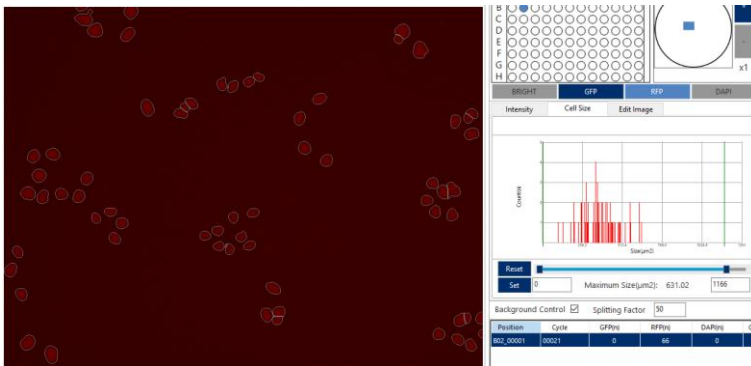 B
C
D
E
F
G
H
x1
BRIGHT GFP RFP DAPI
Intensity Cell Size Edit Image
Counts(n)
Size(μm2)
Reset
Set 0 Maximum Size(μm2): 631.02 1166
Background Control Splitting Factor 50
Position Cycle GFP(n) RFP(n) DAPI(n)
B02_00001 00021 0 66 0